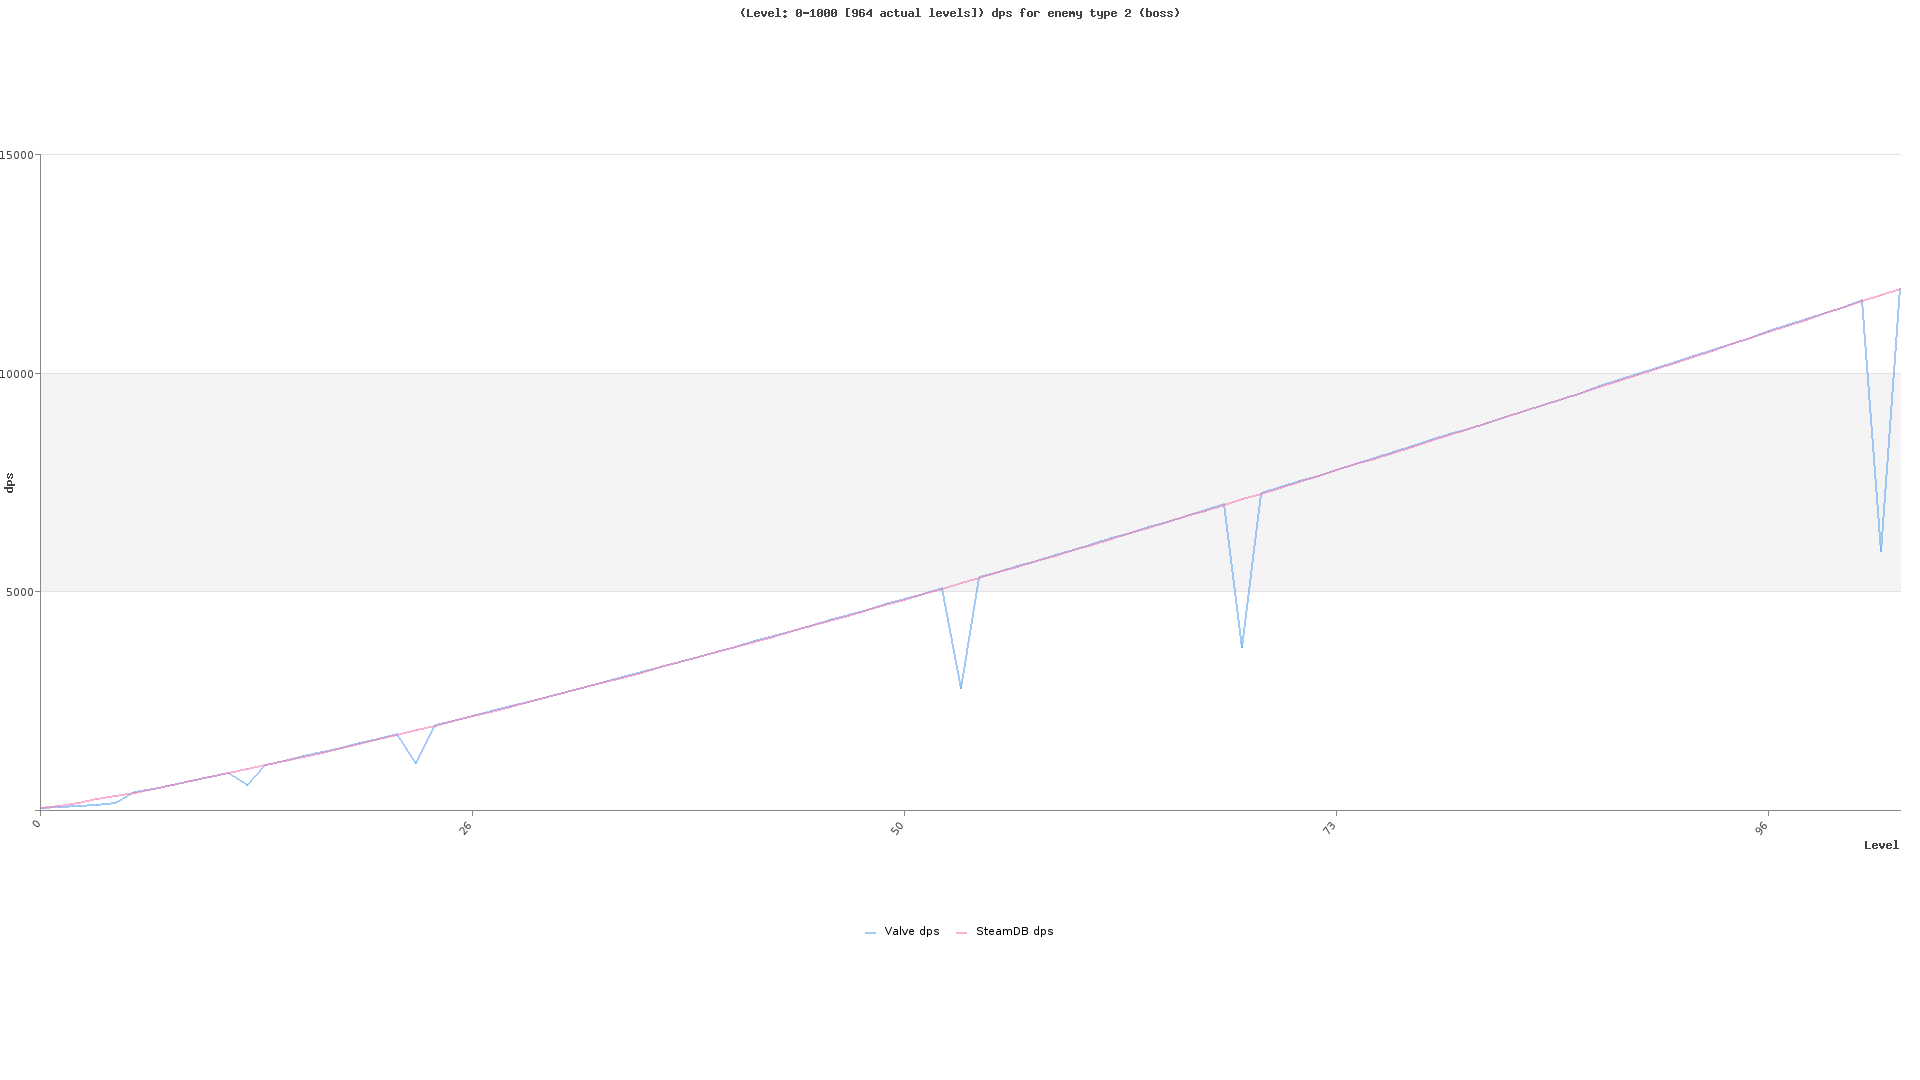 (Level: 0-1000 [964 actual levels]) dps for enemy type 2 (boss)
15000
10000
5000
dps
0
26
50
73
96
Level
Valve dps SteamDB dps